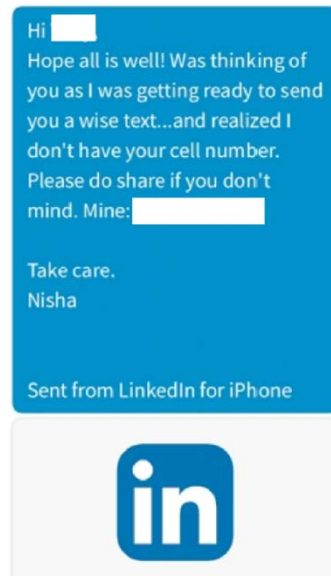 Hi
Hope all is well! Was thinking of
you as I was getting ready to send
you a wise text...and realized I
don't have your cell number.
Please do share if you don't
mind. Mine:
Take care.
Nisha
Sent from LinkedIn for iPhone
in